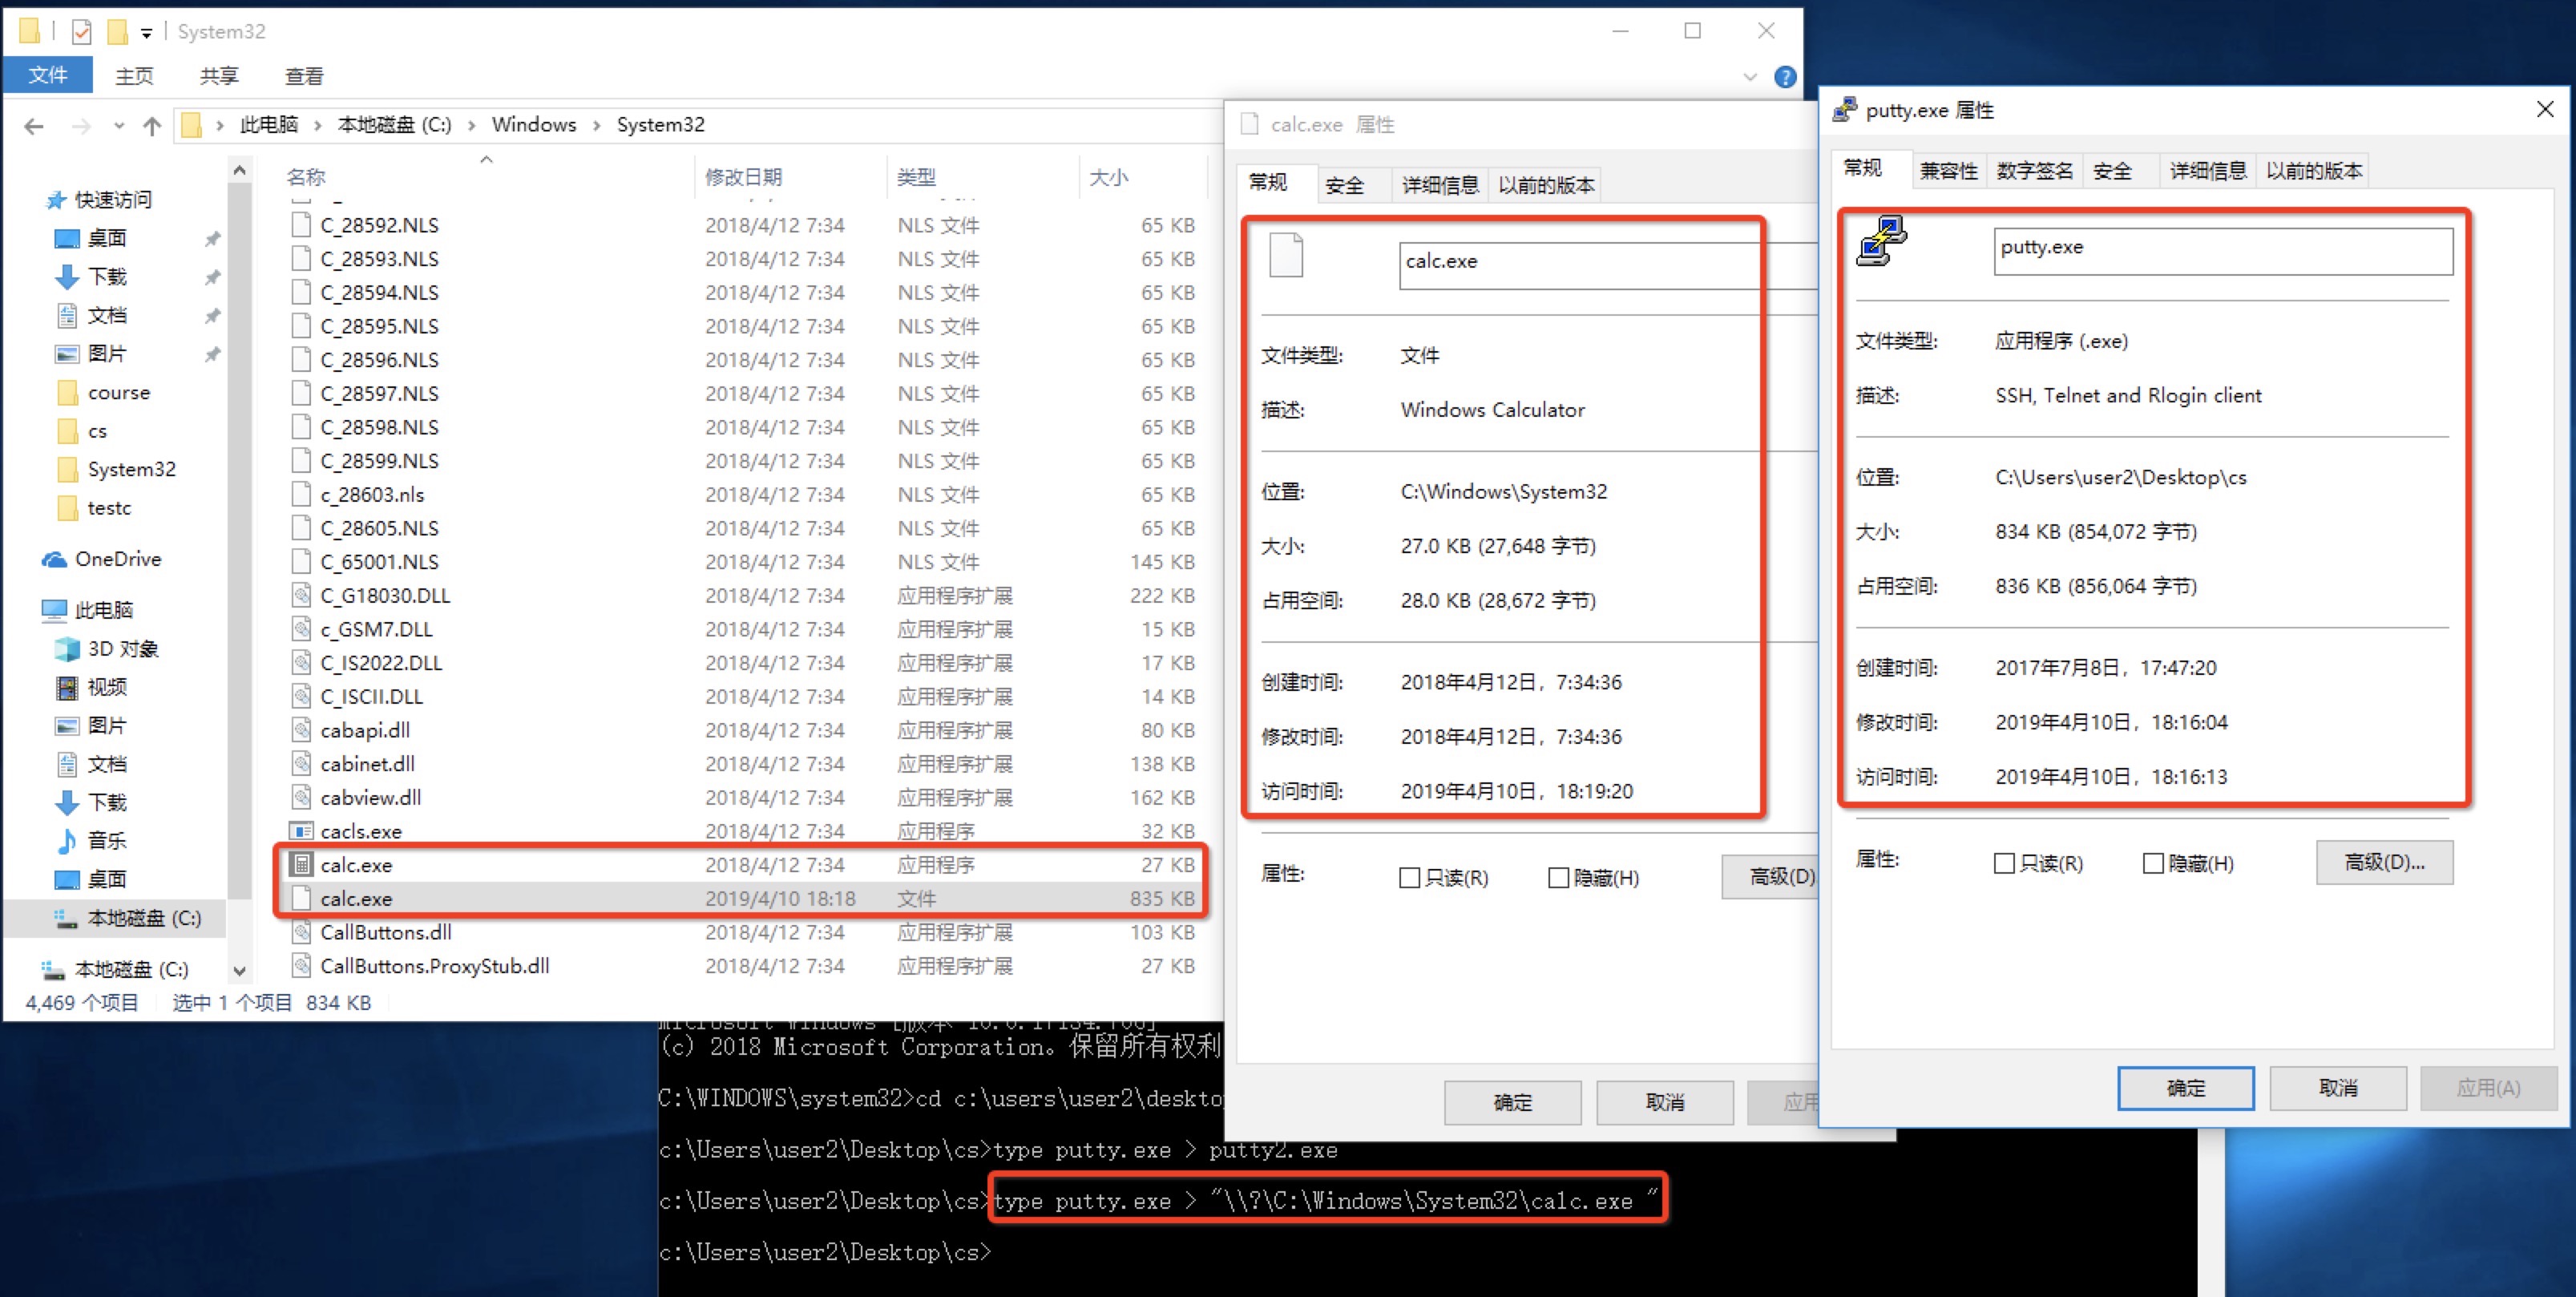 System32
文件 主页 共享 查看
此电脑 › 本地磁盘 (C:) › Windows › System32
名称 修改日期 类型 大小
C_28592.NLS 2018/4/12 7:34 NLS 文件 65 KB
C_28593.NLS 2018/4/12 7:34 NLS 文件 65 KB
C_28594.NLS 2018/4/12 7:34 NLS 文件 65 KB
C_28595.NLS 2018/4/12 7:34 NLS 文件 65 KB
C_28596.NLS 2018/4/12 7:34 NLS 文件 65 KB
C_28597.NLS 2018/4/12 7:34 NLS 文件 65 KB
C_28598.NLS 2018/4/12 7:34 NLS 文件 65 KB
C_28599.NLS 2018/4/12 7:34 NLS 文件 65 KB
c_28603.nls 2018/4/12 7:34 NLS 文件 65 KB
C_28605.NLS 2018/4/12 7:34 NLS 文件 65 KB
C_65001.NLS 2018/4/12 7:34 NLS 文件 145 KB
C_G18030.DLL 2018/4/12 7:34 应用程序扩展 222 KB
c_GSM7.DLL 2018/4/12 7:34 应用程序扩展 15 KB
C_IS2022.DLL 2018/4/12 7:34 应用程序扩展 17 KB
C_ISCII.DLL 2018/4/12 7:34 应用程序扩展 14 KB
cabapi.dll 2018/4/12 7:34 应用程序扩展 80 KB
cabinet.dll 2018/4/12 7:34 应用程序扩展 138 KB
cabview.dll 2018/4/12 7:34 应用程序扩展 162 KB
cacls.exe 2018/4/12 7:34 应用程序 32 KB
calc.exe 2018/4/12 7:34 应用程序 27 KB
calc.exe 2019/4/10 18:18 文件 835 KB
CallButtons.dll 2018/4/12 7:34 应用程序扩展 103 KB
CallButtons.ProxyStub.dll 2018/4/12 7:34 应用程序扩展 27 KB
快速访问
桌面
下载
文档
图片
course
cs
System32
testc
OneDrive
此电脑
3D 对象
视频
图片
文档
下载
音乐
桌面
本地磁盘 (C:)
本地磁盘 (C:)
4,469 个项目 选中 1 个项目 834 KB
calc.exe 属性
常规 安全 详细信息 以前的版本
calc.exe
文件类型: 文件
描述: Windows Calculator
位置: C:\Windows\System32
大小: 27.0 KB (27,648 字节)
占用空间: 28.0 KB (28,672 字节)
创建时间: 2018年4月12日，7:34:36
修改时间: 2018年4月12日，7:34:36
访问时间: 2019年4月10日，18:19:20
属性: 只读(R) 隐藏(H) 高级(D)
确定 取消 应用
putty.exe 属性
常规 兼容性 数字签名 安全 详细信息 以前的版本
putty.exe
文件类型: 应用程序 (.exe)
描述: SSH, Telnet and Rlogin client
位置: C:\Users\user2\Desktop\cs
大小: 834 KB (854,072 字节)
占用空间: 836 KB (856,064 字节)
创建时间: 2017年7月8日，17:47:20
修改时间: 2019年4月10日，18:16:04
访问时间: 2019年4月10日，18:16:13
属性: 只读(R) 隐藏(H) 高级(D)...
确定 取消 应用(A)
(c) 2018 Microsoft Corporation。保留所有权利
C:\WINDOWS\system32>cd c:\users\user2\deskto
c:\Users\user2\Desktop\cs>type putty.exe > putty2.exe
c:\Users\user2\Desktop\cs>type putty.exe > "\\?\C:\Windows\System32\calc.exe "
c:\Users\user2\Desktop\cs>